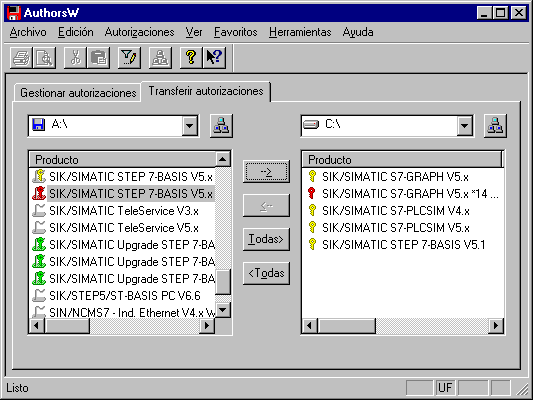 AuthorsW
Archivo Edición Autorizaciones Ver Favoritos Herramientas Ayuda
Gestionar autorizaciones Transferir autorizaciones
A:\
C:\
Producto
SIK/SIMATIC STEP 7-BASIS V5.x
SIK/SIMATIC STEP 7-BASIS V5.x
SIK/SIMATIC TeleService V3.x
SIK/SIMATIC TeleService V5.x
SIK/SIMATIC Upgrade STEP 7-BA
SIK/SIMATIC Upgrade STEP 7-BA
SIK/SIMATIC Upgrade STEP 7-BA
SIK/STEP5/ST-BASIS PC V6.6
SIN/NCMS7 - Ind. Ethernet V4.x W
-->
<--
Todas>
<Todas
Producto
SIK/SIMATIC S7-GRAPH V5.x
SIK/SIMATIC S7-GRAPH V5.x *14 ...
SIK/SIMATIC S7-PLCSIM V4.x
SIK/SIMATIC S7-PLCSIM V5.x
SIK/SIMATIC STEP 7-BASIS V5.1
Listo
UF